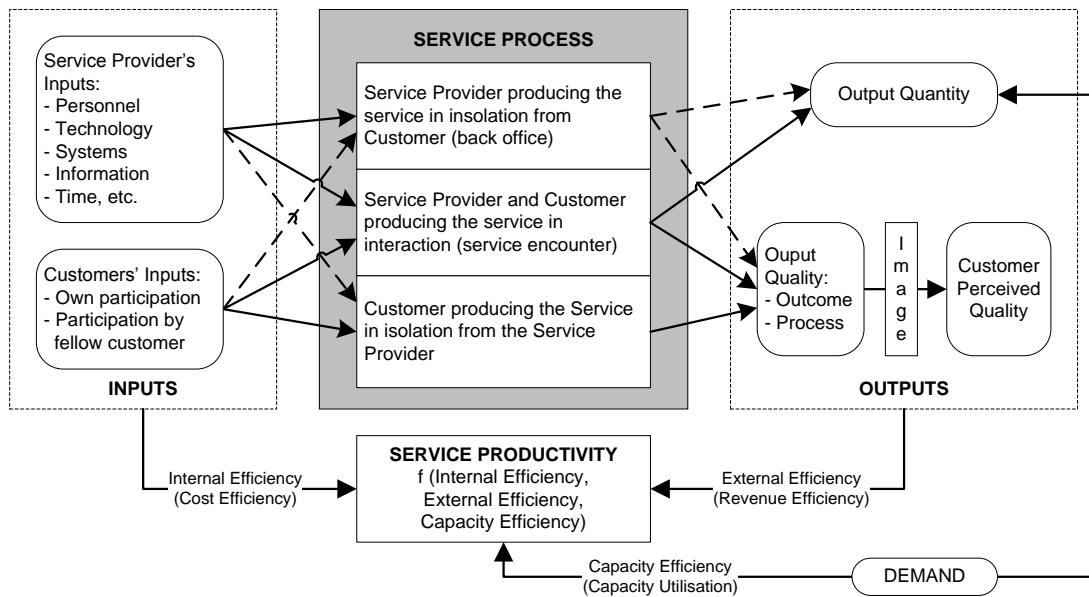 Service Provider's
Inputs:
- Personnel
- Technology
- Systems
- Information
- Time, etc.
Customers' Inputs:
- Own participation
- Participation by
fellow customer
INPUTS
SERVICE PROCESS
Service Provider producing the
service in insolation from
Customer (back office)
Service Provider and Customer
producing the service in
interaction (service encounter)
Customer producing the Service
in isolation from the Service
Provider
Output Quantity
Ouput
Quality:
- Outcome
- Process
I
m
a
g
e
Customer
Perceived
Quality
OUTPUTS
Internal Efficiency
(Cost Efficiency)
SERVICE PRODUCTIVITY
f (Internal Efficiency,
External Efficiency,
Capacity Efficiency)
External Efficiency
(Revenue Efficiency)
Capacity Efficiency
(Capacity Utilisation)
DEMAND